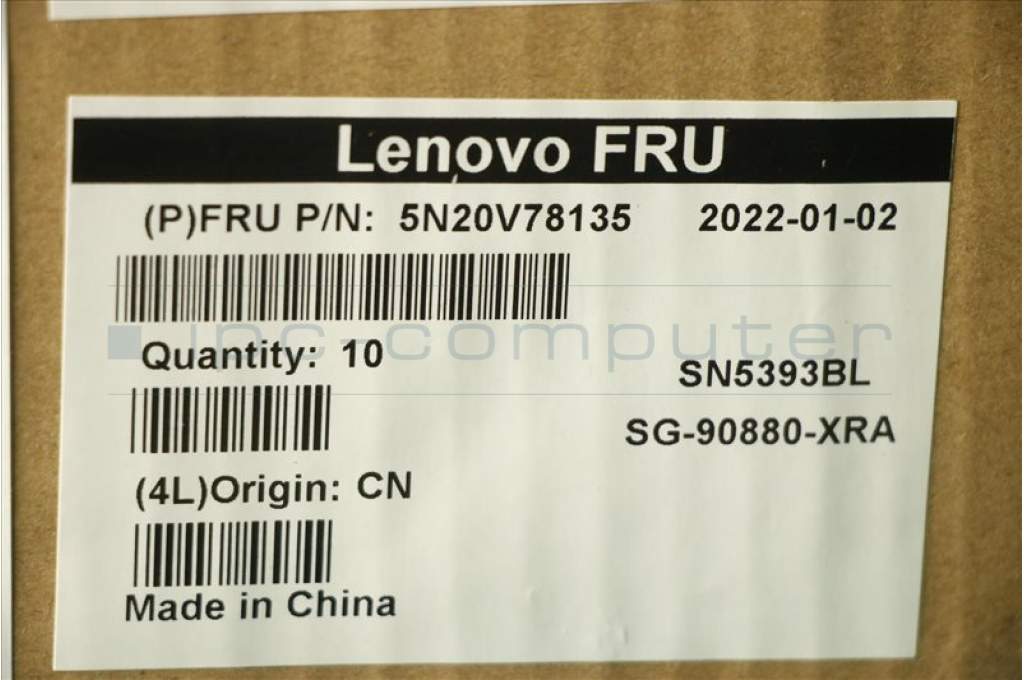 Lenovo FRU
(P)FRU P/N: 5N20V78135 2022-01-02
inc-computer
Quantity: 10
SN5393BL
SG-90880-XRA
(4L)Origin: CN
Made in China